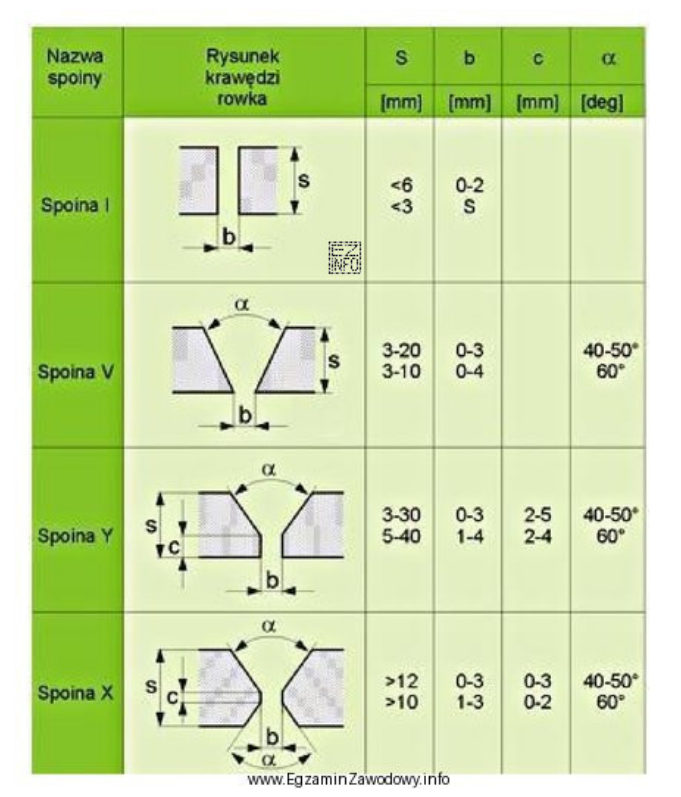 Nazwa spoiny
Rysunek krawędzi rowka
S b c α
[mm] [mm] [mm] [deg]
Spoina I
S
b
EZ
INFO
<6 0-2
<3 S
Spoina V
α
S
b
3-20 0-3 40-50°
3-10 0-4 60°
Spoina Y
α
S
c
b
3-30 0-3 2-5 40-50°
5-40 1-4 2-4 60°
Spoina X
α
S
c
b
α
>12 0-3 0-3 40-50°
>10 1-3 0-2 60°
www.EgzaminZawodowy.info